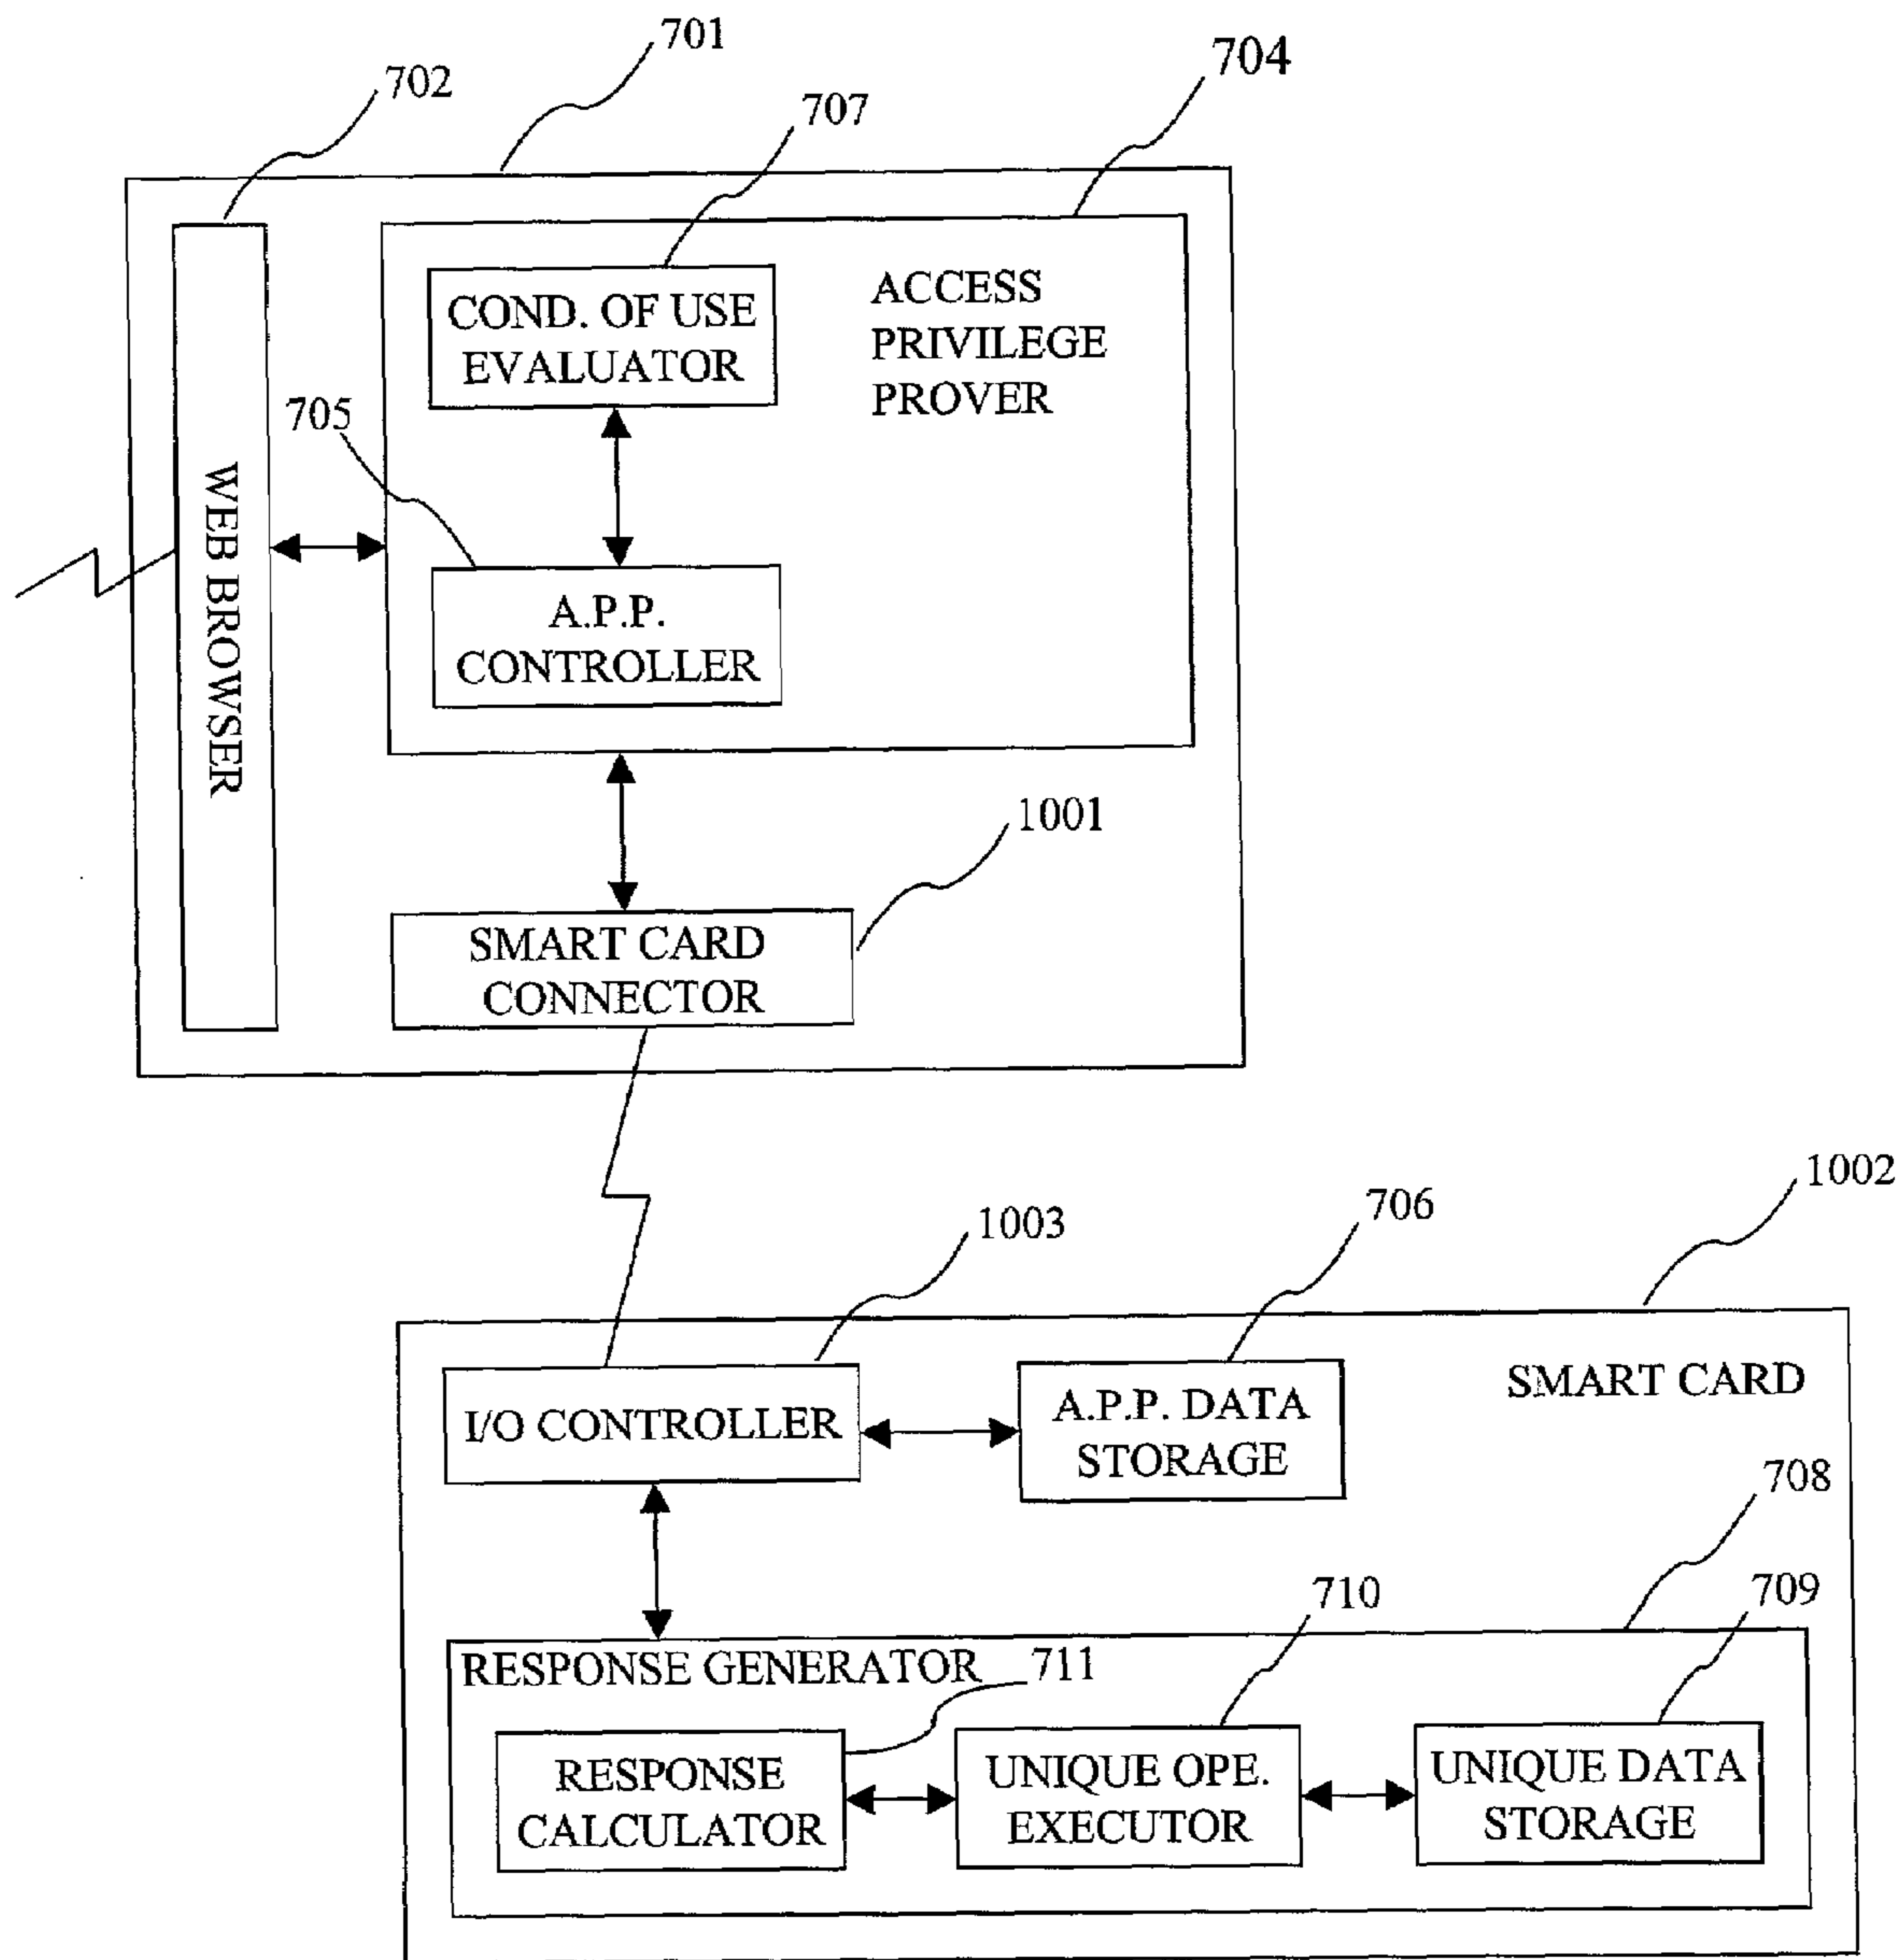 701
704
702
707
COND. OF USE
EVALUATOR
ACCESS
PRIVILEGE
PROVER
705
WEB BROWSER
A.P.P.
CONTROLLER
1001
SMART CARD
CONNECTOR
1002
706
1003
SMART CARD
I/O CONTROLLER
A.P.P. DATA
STORAGE
708
710
709
RESPONSE GENERATOR
711
RESPONSE
CALCULATOR
UNIQUE OPE.
EXECUTOR
UNIQUE DATA
STORAGE